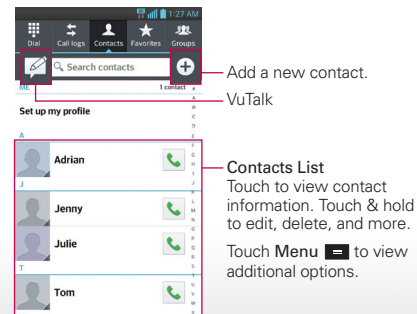 1:27 AM
Dial Call logs Contacts Favorites Groups
Search contacts
Add a new contact.
VuTalk
ME 1 contact
Set up my profile
A
Adrian
J
Jenny
Julie
T
Tom
Contacts List
Touch to view contact
information. Touch & hold
to edit, delete, and more.
Touch Menu to view
additional options.